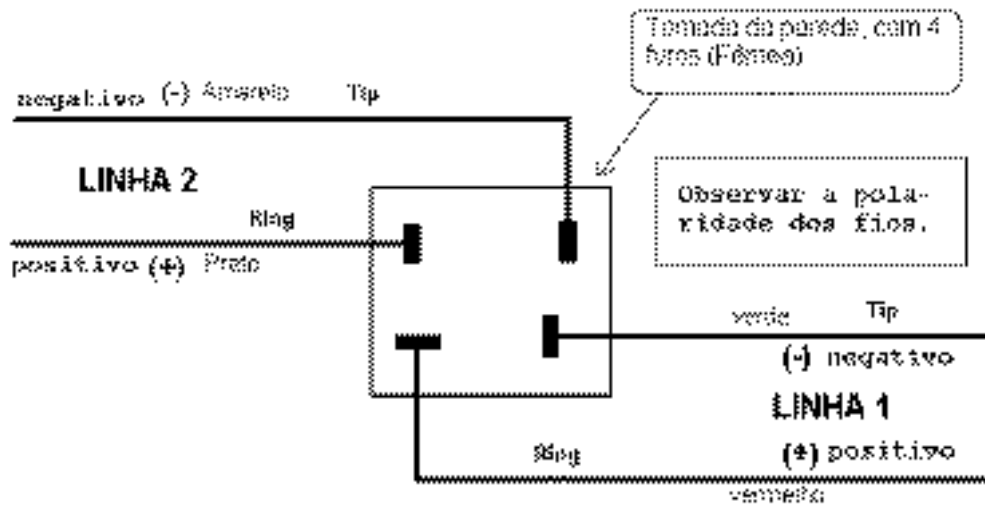 Tomada de parede, com 4
furos (Fêmea)
negativo (-) Amarelo Tip
LINHA 2
Observar a pola-
ridade dos fios.
Ring
positivo (+) Preto
verde Tip
(-) negativo
LINHA 1
Ring (+) positivo
vermelho